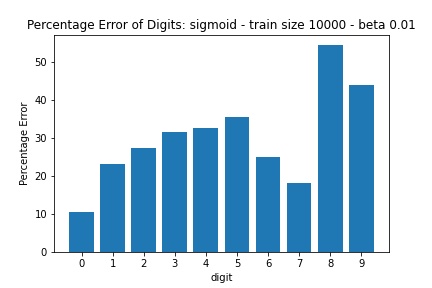 Percentage Error of Digits: sigmoid - train size 10000 - beta 0.01
Percentage Error
50
40
30
20
10
0
0 1 2 3 4 5 6 7 8 9
digit